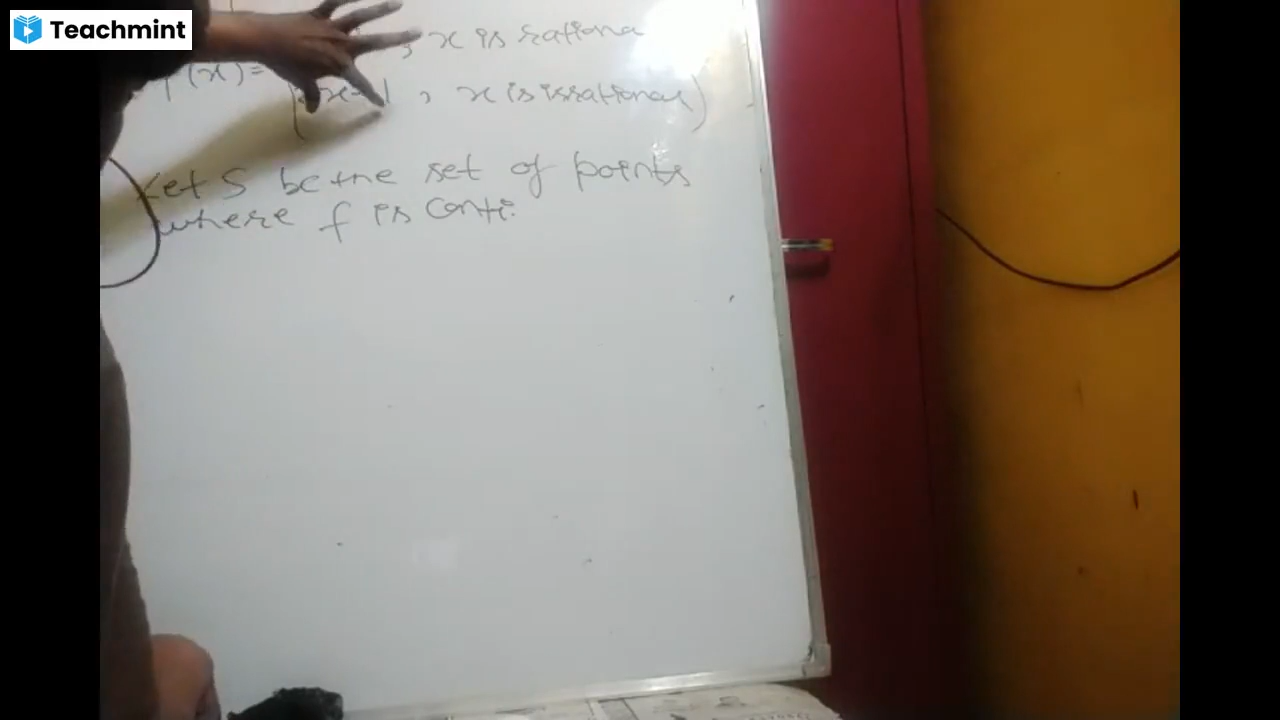 Teachmint
, x is rationa
f(x)=
, x is irrational)
Let S be the set of points
where f is conti.